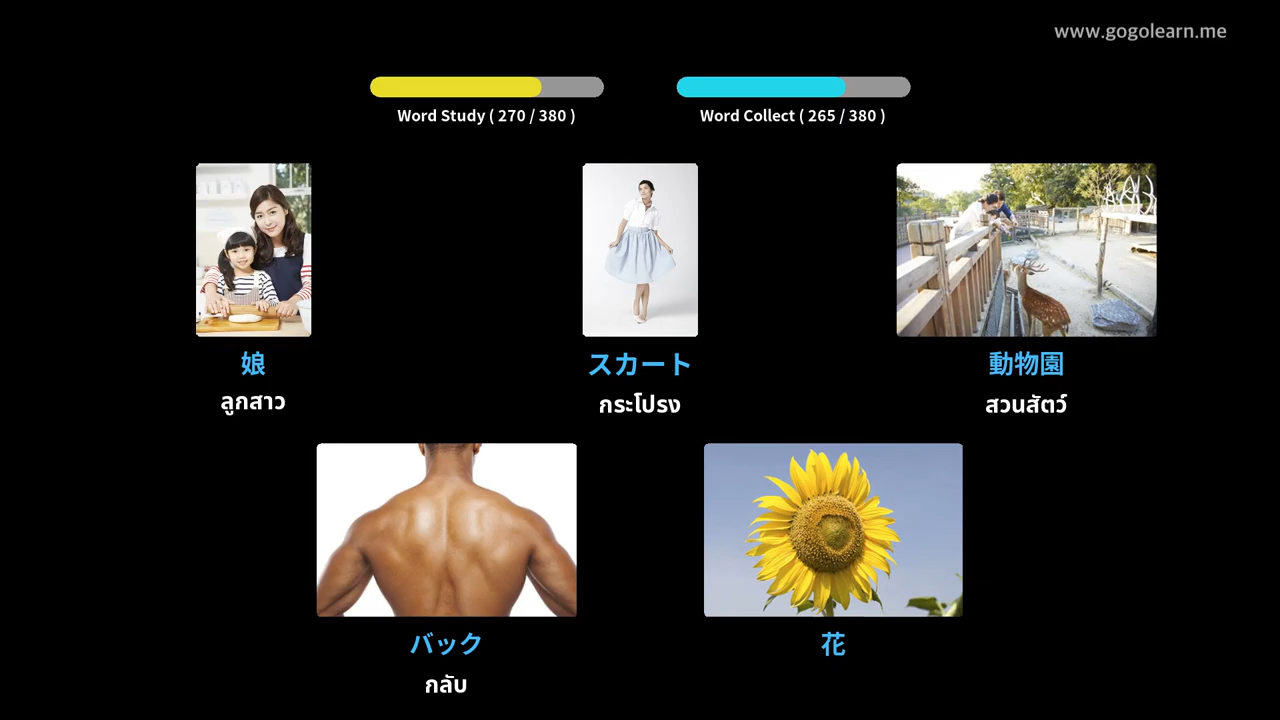 www.gogolearn.me
Word Study ( 270 / 380 )
Word Collect ( 265 / 380 )
娘
スカート
動物園
ลูกสาว
กระโปรง
สวนสัตว์
バック
花
กลับ